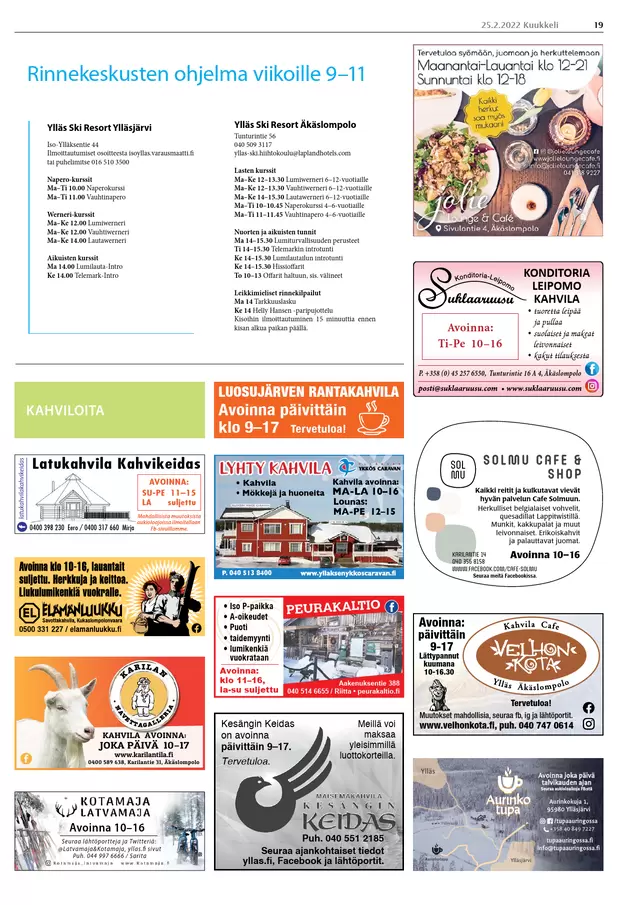 25.2.2022 Kuukkeli 19
Rinnekeskusten ohjelma viikoille 9–11
Ylläs Ski Resort Ylläsjärvi
Iso-Ylläksentie 44
Ilmoittautumiset osoitteesta isoyllas.varausmaatti.fi
tai puhelimitse 016 510 3500
Napero-kurssit
Ma–Ti 10.00 Naperokurssi
Ma–Ti 11.00 Vauhtinapero
Werneri-kurssit
Ma–Ke 12.00 Lumiwerneri
Ma–Ke 12.00 Vauhtiwerneri
Ma–Ke 14.00 Lautawerneri
Aikuisten kurssit
Ma 14.00 Lumilauta-Intro
Ke 14.00 Telemark-Intro
Ylläs Ski Resort Äkäslompolo
Tunturintie 56
040 509 3117
yllas-ski.hiihtokoulu@laplandhotels.com
Lasten kurssit
Ma–Ke 12–13.30 Lumiwerneri 6–12-vuotiaille
Ma–Ke 12–13.30 Vauhtiwerneri 6–12-vuotiaille
Ma–Ke 14–15.30 Lautawerneri 6–12-vuotiaille
Ma–Ti 10–10.45 Naperokurssi 4–6-vuotiaille
Ma–Ti 11–11.45 Vauhtinapero 4–6-vuotiaille
Nuorten ja aikuisten tunnit
Ma 14–15.30 Lumiturvallisuuden perusteet
Ti 14–15.30 Telemarkin introtunti
Ke 14–15.30 Lumilautailun introtunti
Ke 14–15.30 Hissioffarit
To 10–13 Offarit haltuun, sis. välineet
Leikkimieliset rinnekilpailut
Ma 14 Tarkkuuslasku
Ke 14 Helly Hansen -paripujottelu
Kisoihin ilmoittautuminen 15 minuuttia ennen
kisan alkua paikan päällä.
Tervetuloa syömään, juomaan ja herkuttelemaan
Maanantai-Lauantai klo 12-21
Sunnuntai klo 12-18
Kaikki
herkut
saa myös
mukaan!
@jolieloungecafe
www.jolieloungecafe.fi
info@jolieloungecafe.fi
jolie
Lounge & Café
Sivulantie 4, Äkäslompolo
Konditoria-Leipomo
Suklaaruusu
Avoinna:
Ti-Pe 10–16
KONDITORIA
LEIPOMO
KAHVILA
• tuoretta leipää
ja pullaa
• suolaiset ja makeat
leivonnaiset
• kakut tilauksesta
P. +358 (0) 45 257 6550, Tunturintie 16 A 4, Äkäslompolo
posti@suklaaruusu.com • www.suklaaruusu.com
KAHVILOITA
LUOSUJÄRVEN RANTAKAHVILA
Avoinna päivittäin
klo 9–17 Tervetuloa!
latukahvilakahvikeidas
Latukahvila Kahvikeidas
AVOINNA:
SU-PE 11–15
LA suljettu
Mahdollisista muutoksista
aukioloajoissa ilmoitellaan
Fb sivuillamme.
0400 398 230 Eero / 0400 317 660 Mirja
LYHTY KAHVILA
YKKÖS CARAVAN
• Kahvila
• Mökkejä ja huoneita
Kahvila avoinna:
MA-LA 10–16
Lounas:
MA-PE 12–15
P. 040 513 8400 www.yllaksenykkoscaravan.fi
SOL
MU
SOLMU CAFE &
SHOP
Kaikki reitit ja kulkutavat vievät
hyvän palvelun Cafe Solmuun.
Herkulliset belgialaiset vohvelit,
quesadillat Lappitwistillä.
Munkit, kakkupalat ja muut
leivonnaiset. Erikoiskahvit
ja palauttavat juomat.
KARILANTIE 14
040 356 8158
Avoinna 10–16
WWW.FACEBOOK.COM/CAFE-SOLMU
Seuraa meitä Facebookissa.
Avoinna klo 10-16, lauantait
suljettu. Herkkuja ja keittoa.
Liukulumikenkiä vuokralle.
EL ELÄMÄNLUUKKU
Savottakahvila, Kukaslompolonvaara
0500 331 227 / elamanluukku.fi
• Iso P-paikka
• A-oikeudet
• Puoti
• taidemyynti
• lumikenkiä
vuokrataan
Avoinna:
klo 11–16,
la-su suljettu
PEURAKALTIO
Aakenuksentie 388
040 514 6655 / Riitta • peurakaltio.fi
Avoinna:
päivittäin
9-17
Lättypannut
kuumana
10-16.30
Kahvila Cafe
VELHON
KOTA
Ylläs Äkäslompolo
Tervetuloa!
Muutokset mahdollisia, seuraa fb, ig ja lähtöportit.
www.velhonkota.fi, puh. 040 747 0614
KARILAN
NAVETTAGALLERIA
KAHVILA AVOINNA:
JOKA PÄIVÄ 10–17
www.karilantila.fi
0400 589 638, Karilantie 31, Äkäslompolo
Kesängin Keidas
on avoinna
päivittäin 9–17.
Tervetuloa.
Meillä voi
maksaa
yleisimmillä
luottokorteilla.
MAISEMAKAHVILA
KESÄNGIN
KEIDAS
Puh. 040 551 2185
Seuraa ajankohtaiset tiedot
yllas.fi, Facebook ja lähtöportit.
KOTAMAJA
LATVAMAJA
Avoinna 10–16
Seuraa lähtöportteja ja Twitteriä:
@Latvamaja&Kotamaja, yllas.fi sivut
Puh. 044 997 6666 / Sarita
Ylläs
Aurinko
tupa
Avoinna joka päivä
talvikauden ajan
Seuraa aukioloaikoja Fbistä
Aurinkokuja 1,
95980 Ylläsjärvi
/tupaauringossa
+358 40 849 7227
tupaauringossa.fi
info@tupaauringossa.fi
Ylläsjärvi